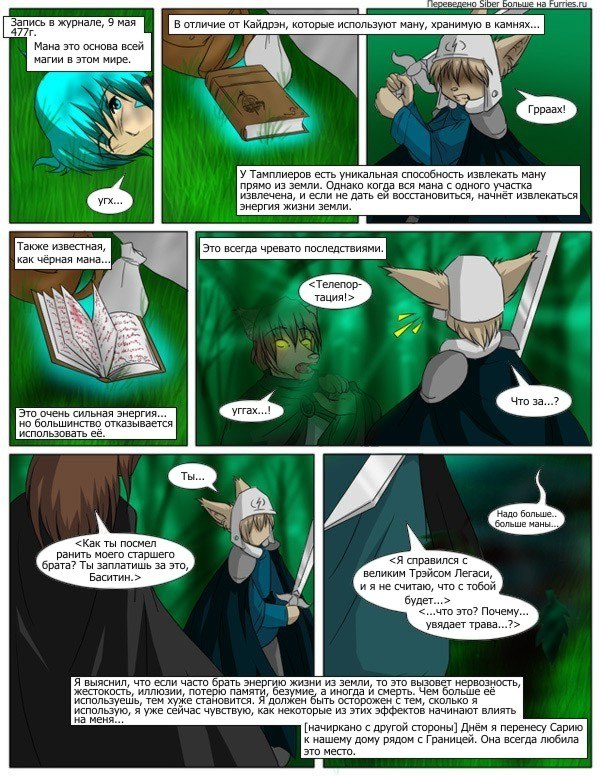 Переведено Siber Больше на Furries.ru
Запись в журнале, 9 мая
477г.
Мана это основа всей
магии в этом мире.
угх...
В отличие от Кайдрэн, которые используют ману, хранимую в камнях...
Грраах!
У Тамплиеров есть уникальная способность извлекать ману
прямо из земли. Однако когда вся мана с одного участка
извлечена, и если не дать ей восстановиться, начнёт извлекаться
энергия жизни земли.
Также известная,
как чёрная мана...
Это очень сильная энергия...
но большинство отказывается
использовать её.
Это всегда чревато последствиями.
<Телепор-
тация!>
уггах...!
Что за...?
Ты...
<Как ты посмел
ранить моего старшего
брата? Ты заплатишь за это,
Баситин.>
Надо больше..
больше маны...
<Я справился с
великим Трэйсом Легаси,
и я не считаю, что с тобой
будет...>
<...что это? Почему...
увядает трава...?>
Я выяснил, что если часто брать энергию жизни из земли, то это вызовет нервозность,
жестокость, иллюзии, потерю памяти, безумие, а иногда и смерть. Чем больше её
используешь, тем хуже становится. Я должен быть осторожен с тем, сколько я
использую, я уже сейчас чувствую, как некоторые из этих эффектов начинают влиять
на меня...
[начиркано с другой стороны] Днём я перенесу Сарию
к нашему дому рядом с Границей. Она всегда любила
это место.